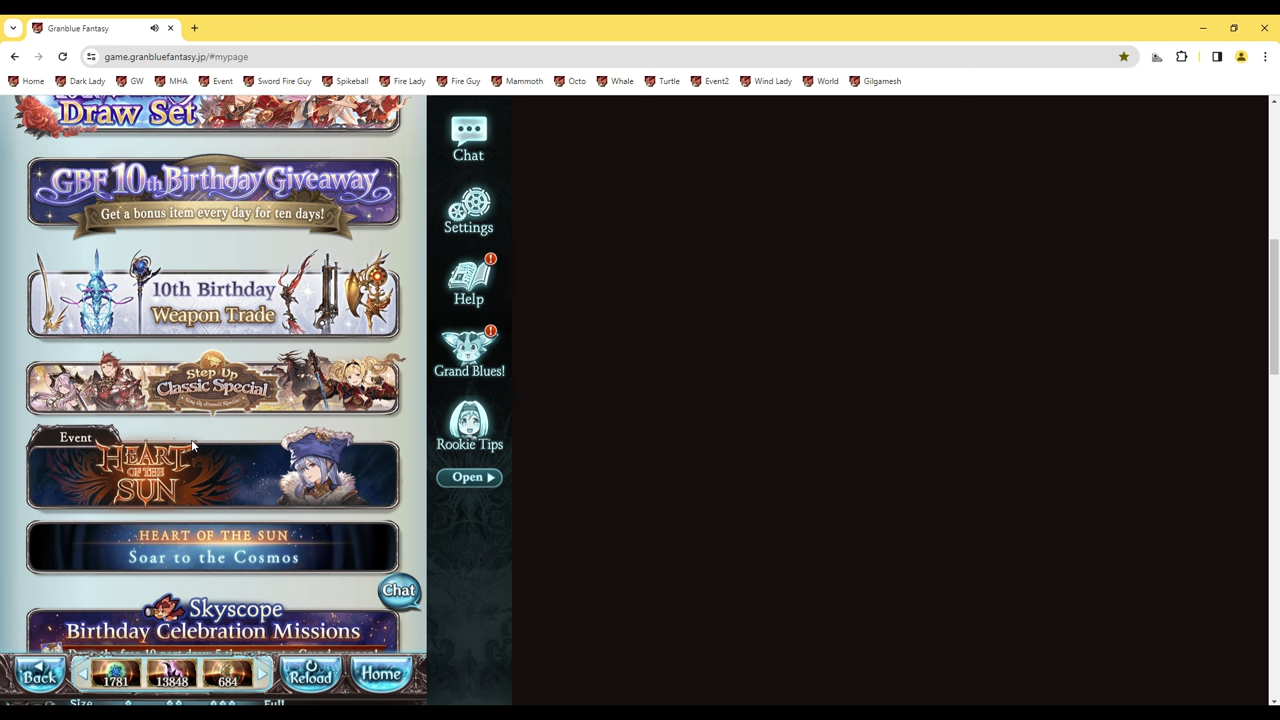 Granblue Fantasy
game.granbluefantasy.jp/#mypage
Home Dark Lady GW MHA Event Sword Fire Guy Spikeball Fire Lady Fire Guy Mammoth Octo Whale Turtle Event2 Wind Lady World Gilgamesh
Draw Set
GBF 10th Birthday Giveaway
Get a bonus item every day for ten days!
10th Birthday
Weapon Trade
Step Up
Classic Special
Event
HEART
OF THE
SUN
HEART OF THE SUN
Soar to the Cosmos
Chat
Skyscope
Birthday Celebration Missions
Back
1781
13848
684
Reload
Home
Size
Full
Chat
Settings
Help
Grand Blues!
Rookie Tips
Open